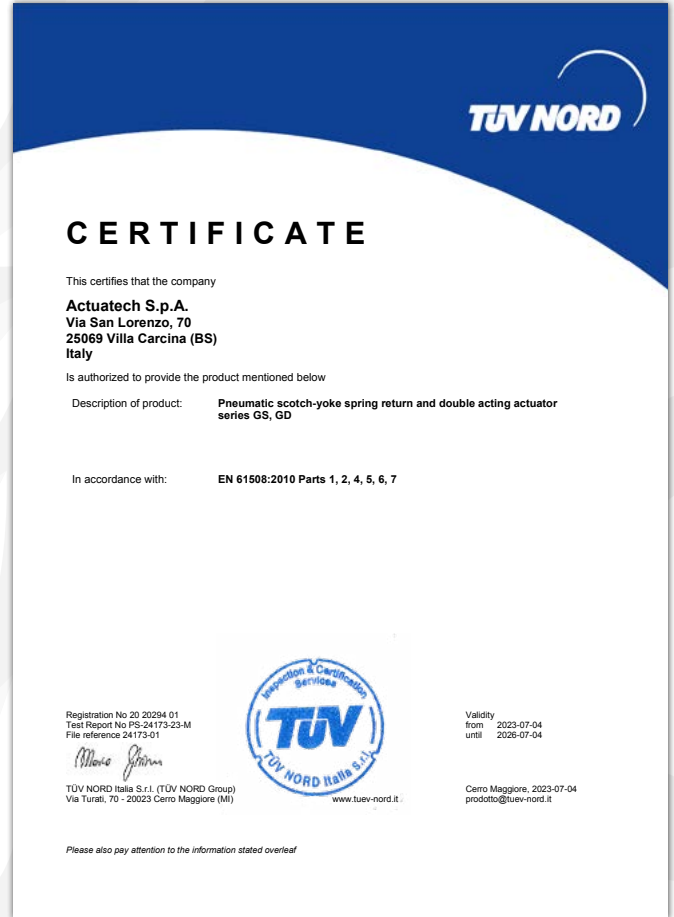 TÜV NORD
CERTIFICATE
This certifies that the company
Actuatech S.p.A.
Via San Lorenzo, 70
25069 Villa Carcina (BS)
Italy
Is authorized to provide the product mentioned below
Description of product: Pneumatic scotch-yoke spring return and double acting actuator
series GS, GD
In accordance with: EN 61508:2010 Parts 1, 2, 4, 5, 6, 7
Inspection & Certification
Services
TÜV
TÜV NORD Italia S.r.l.
Registration No 20 20294 01
Test Report No PS-24173-23-M
File reference 24173-01
Validity
from 2023-07-04
until 2026-07-04
TÜV NORD Italia S.r.l. (TÜV NORD Group)
Via Turati, 70 - 20023 Cerro Maggiore (MI)
www.tuev-nord.it
Cerro Maggiore, 2023-07-04
prodotto@tuev-nord.it
Please also pay attention to the information stated overleaf